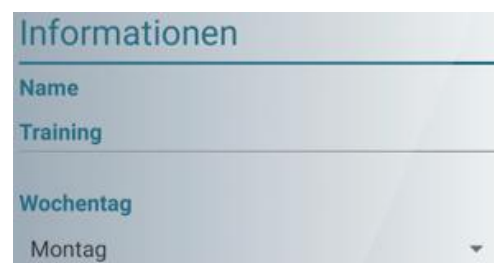 Informationen
Name
Training
Wochentag
Montag